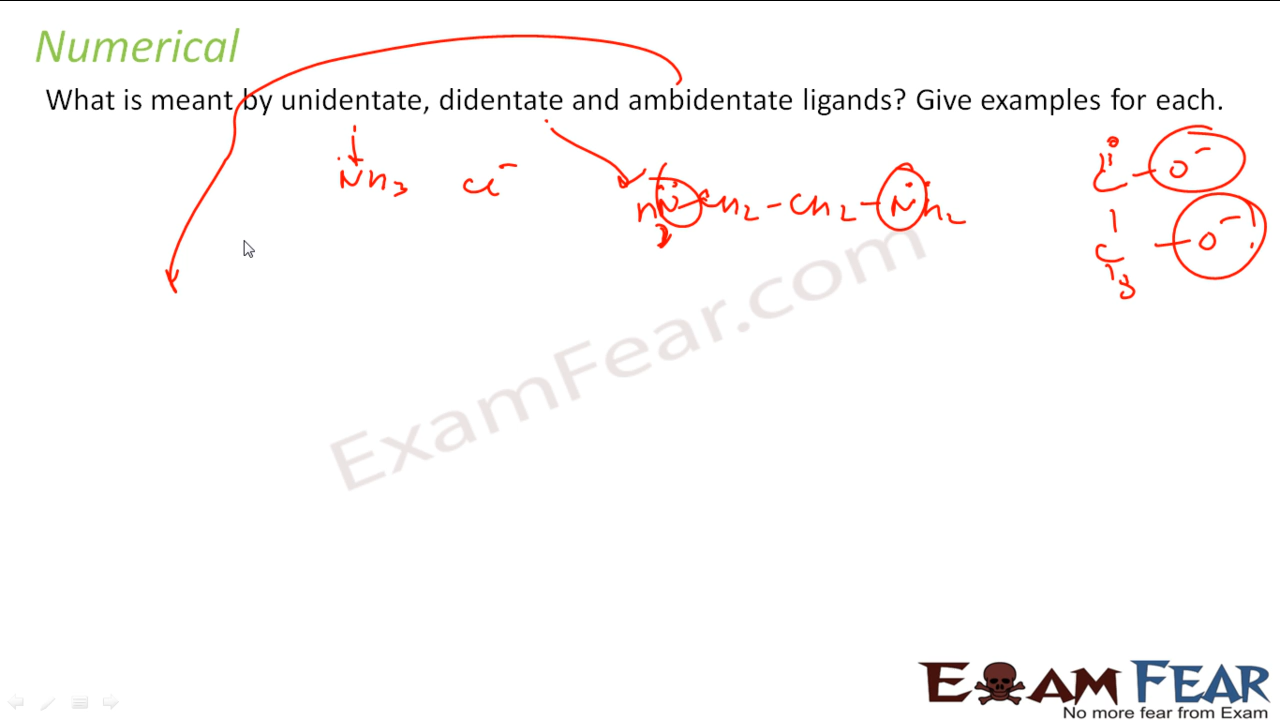 Numerical
What is meant by unidentate, didentate and ambidentate ligands? Give examples for each.
NH3 Cl-
H2N-CH2-CH2-NH2
C-O-
C-O-
ExamFear.com
EXAM FEAR
No more fear from Exam